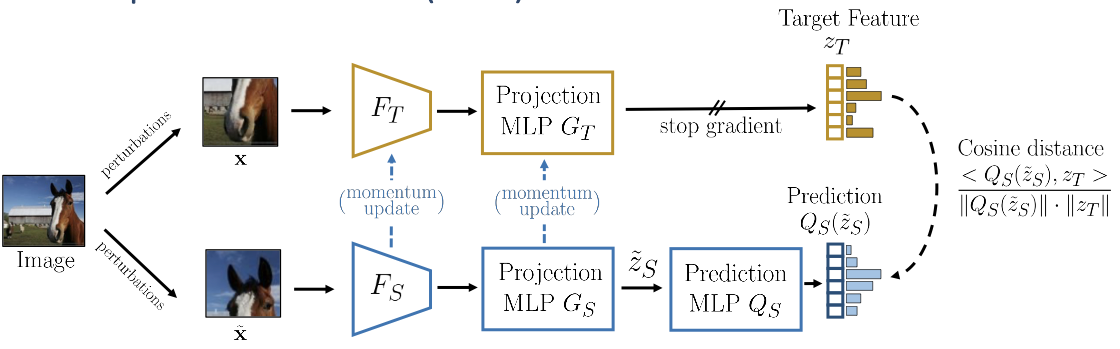 Target Feature
$z_T$
perturbations
x
$F_T$
Projection
MLP $G_T$
stop gradient
Cosine distance
$\frac{< Q_S(\tilde{z}_S), z_T >}{\|Q_S(\tilde{z}_S)\| \cdot \|z_T\|}$
(momentum
update)
(momentum
update)
Prediction
$Q_S(\tilde{z}_S)$
Image
perturbations
$\tilde{\mathbf{x}}$
$F_S$
Projection
MLP $G_S$
$\tilde{z}_S$
Prediction
MLP $Q_S$